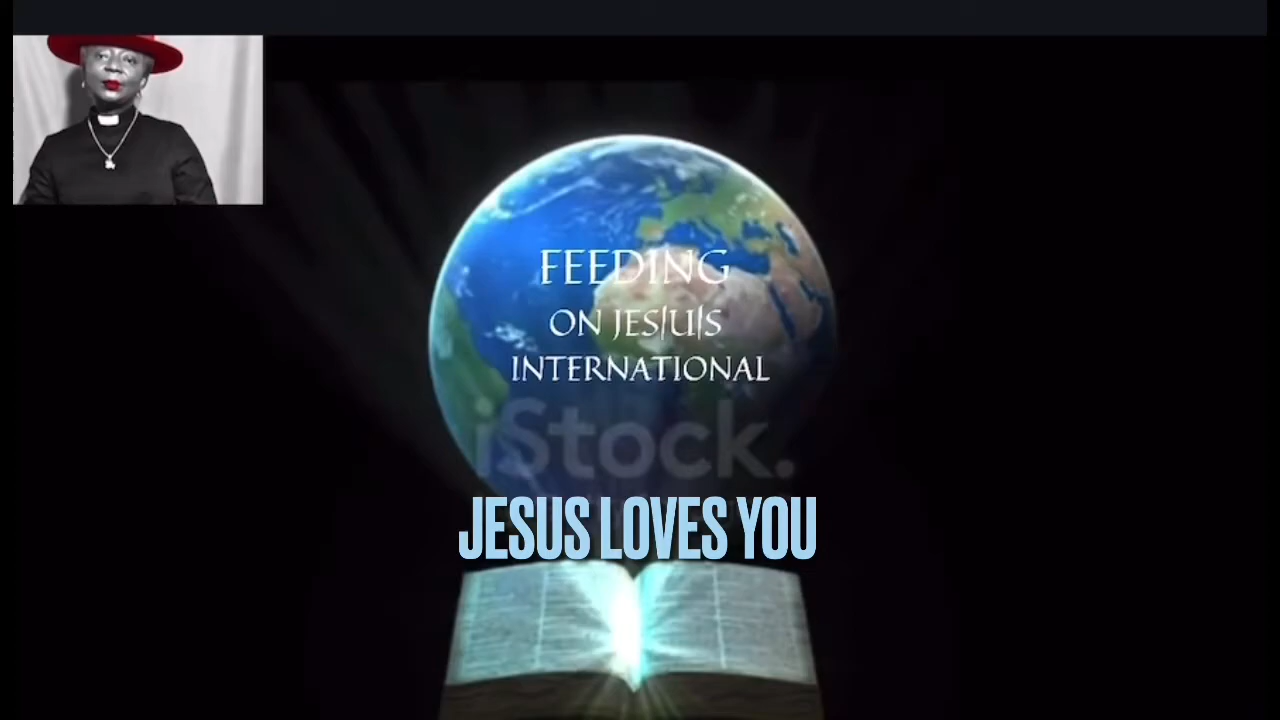 FEEDING
ON JES|U|S
INTERNATIONAL
iStock.
JESUS LOVES YOU